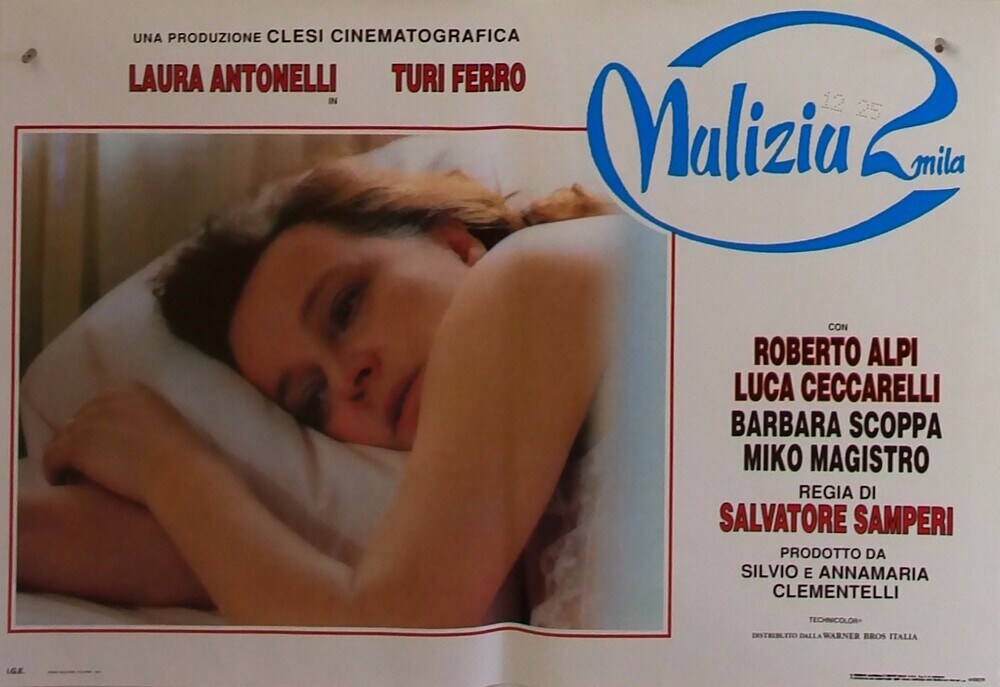 UNA PRODUZIONE CLESI CINEMATOGRAFICA
LAURA ANTONELLI TURI FERRO
IN
Malizia 2mila
12 25
CON
ROBERTO ALPI
LUCA CECCARELLI
BARBARA SCOPPA
MIKO MAGISTRO
REGIA DI
SALVATORE SAMPERI
PRODOTTO DA
SILVIO E ANNAMARIA
CLEMENTELLI
TECHNICOLOR®
DISTRIBUITO DALLA WARNER BROS ITALIA
I.G.E.